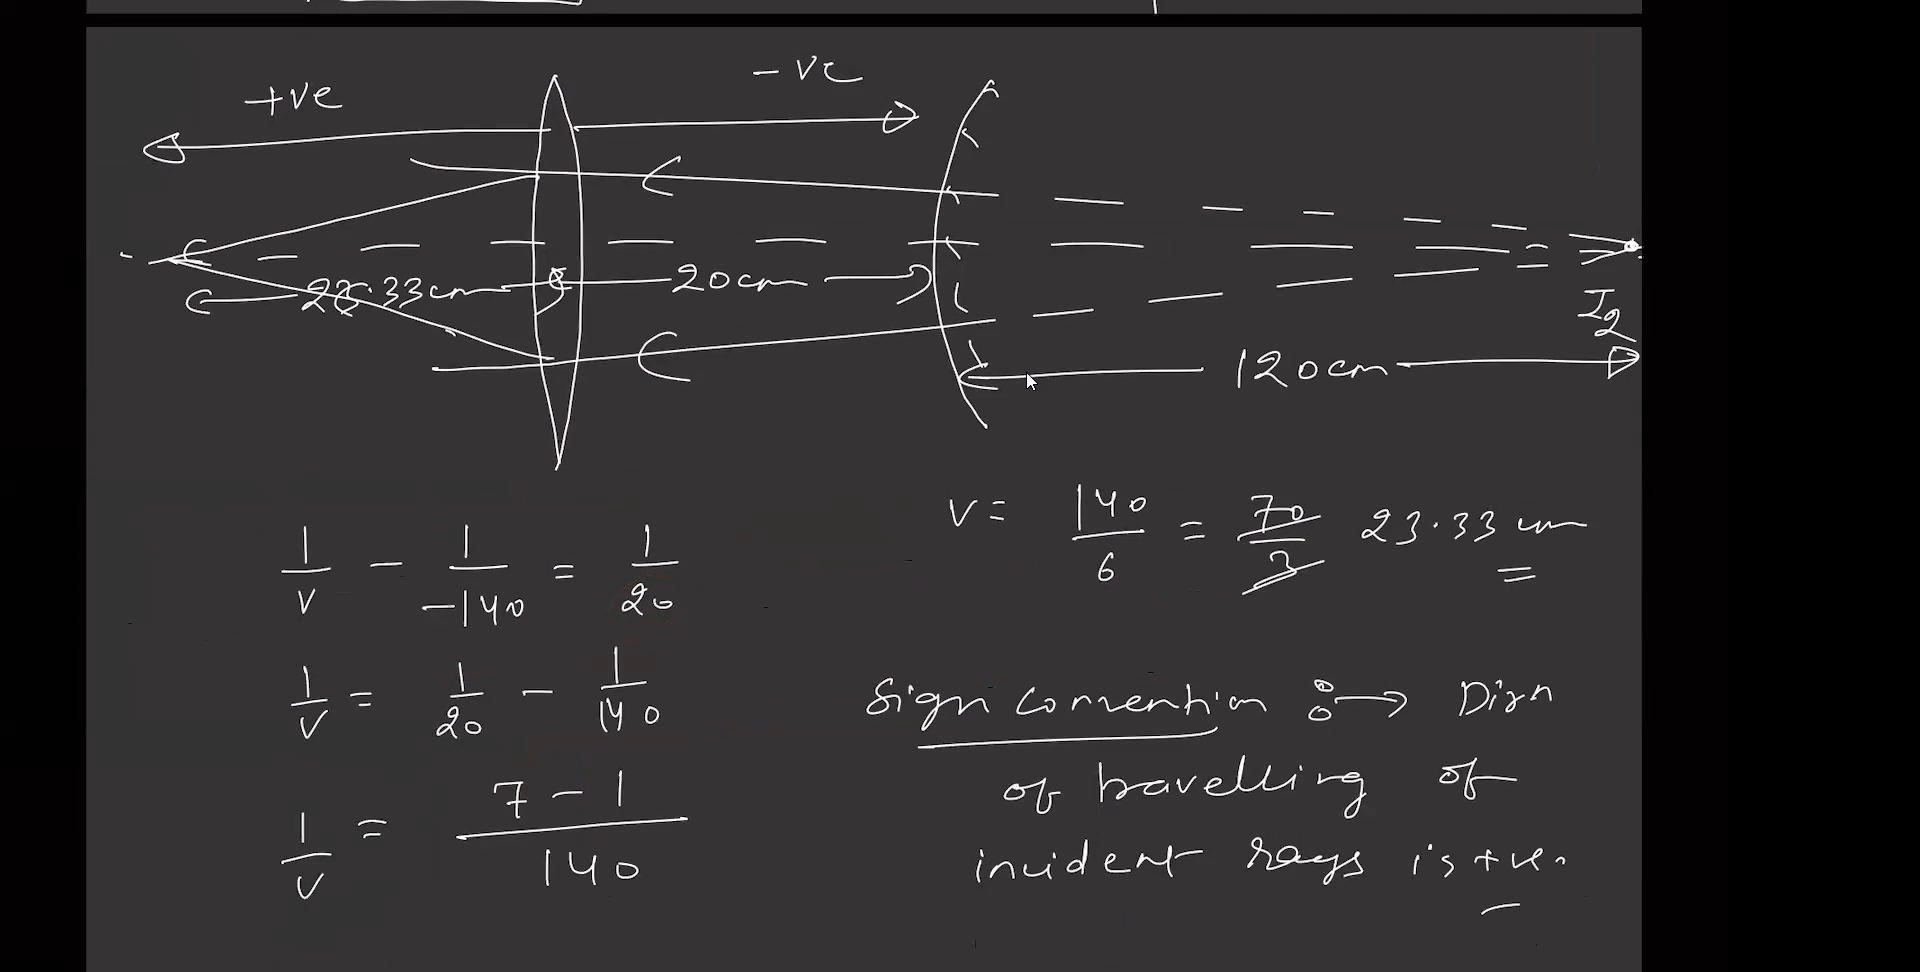 +ve
- ve
23.33cm
20cm
I2
120cm
v = 140/6 = 70/3 23.33 cm
1/v - 1/-140 = 1/20
1/v = 1/20 - 1/140
1/v = 7-1/140
Sign convention : → Dirn
of travelling of
incident rays is +ve.